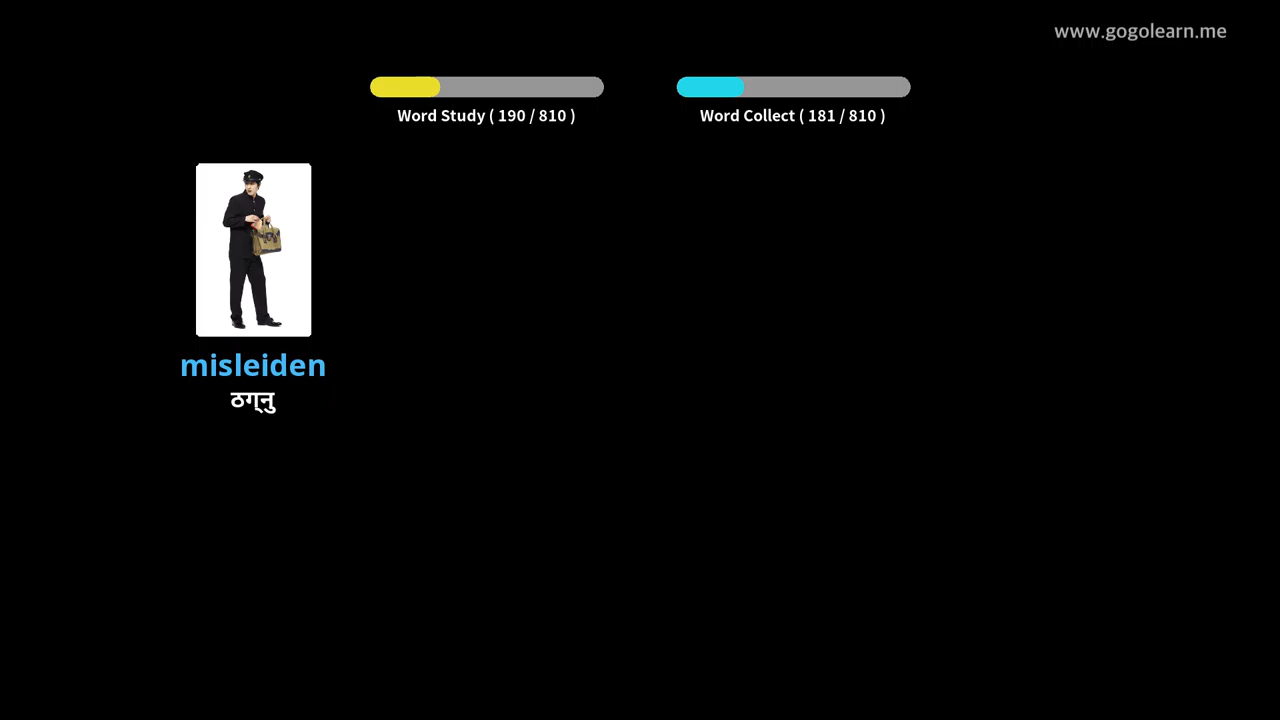 www.gogolearn.me
Word Study ( 190 / 810 )
Word Collect ( 181 / 810 )
misleiden
ठग्नु